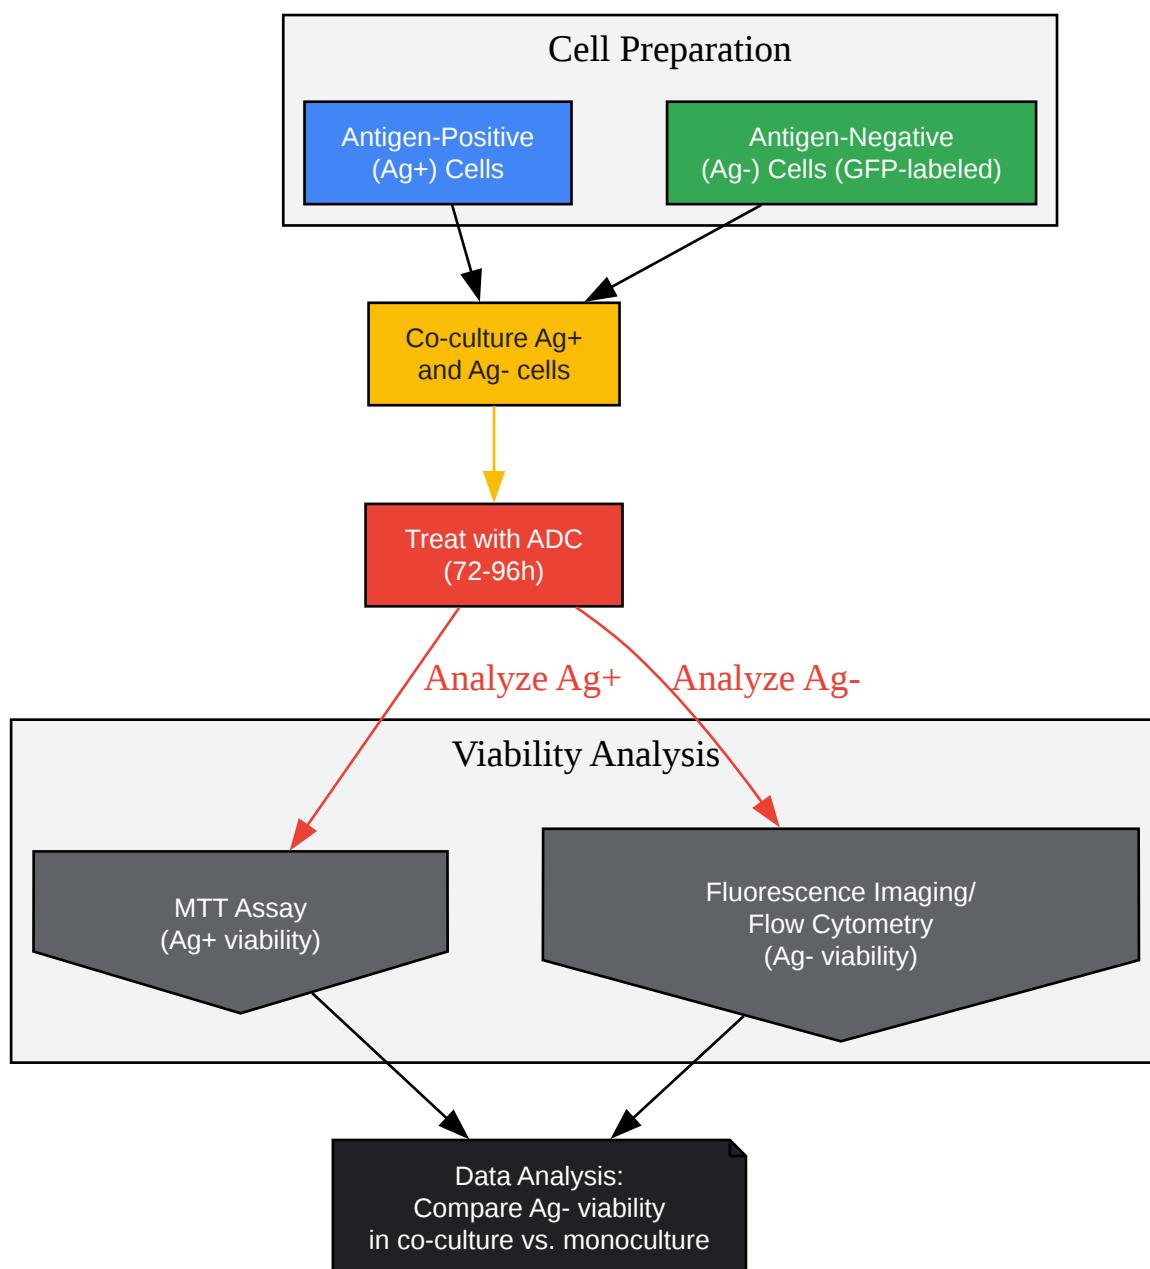 Cell Preparation
Antigen-Positive
(Ag+) Cells
Antigen-Negative
(Ag-) Cells (GFP-labeled)
Co-culture Ag+
and Ag- cells
Treat with ADC
(72-96h)
Analyze Ag+
Analyze Ag-
Viability Analysis
MTT Assay
(Ag+ viability)
Fluorescence Imaging/
Flow Cytometry
(Ag- viability)
Data Analysis:
Compare Ag- viability
in co-culture vs. monoculture